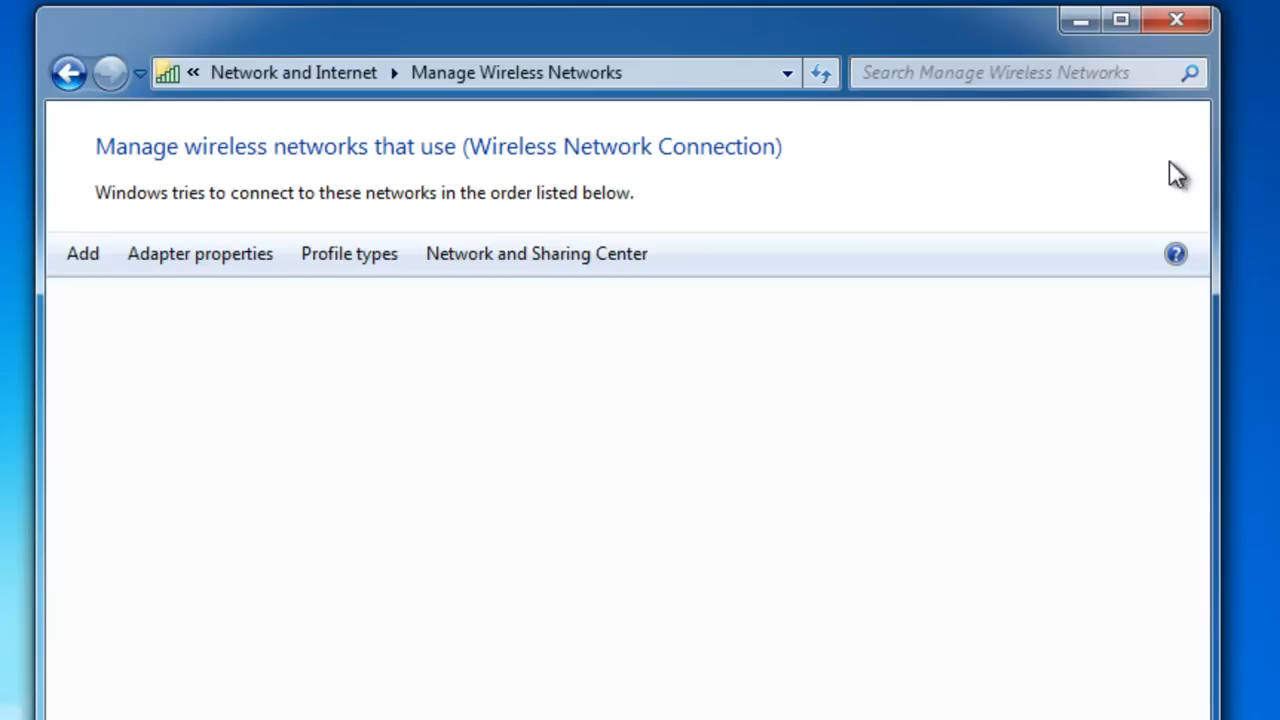 « Network and Internet ▸ Manage Wireless Networks
Search Manage Wireless Networks
Manage wireless networks that use (Wireless Network Connection)
Windows tries to connect to these networks in the order listed below.
Add Adapter properties Profile types Network and Sharing Center ?